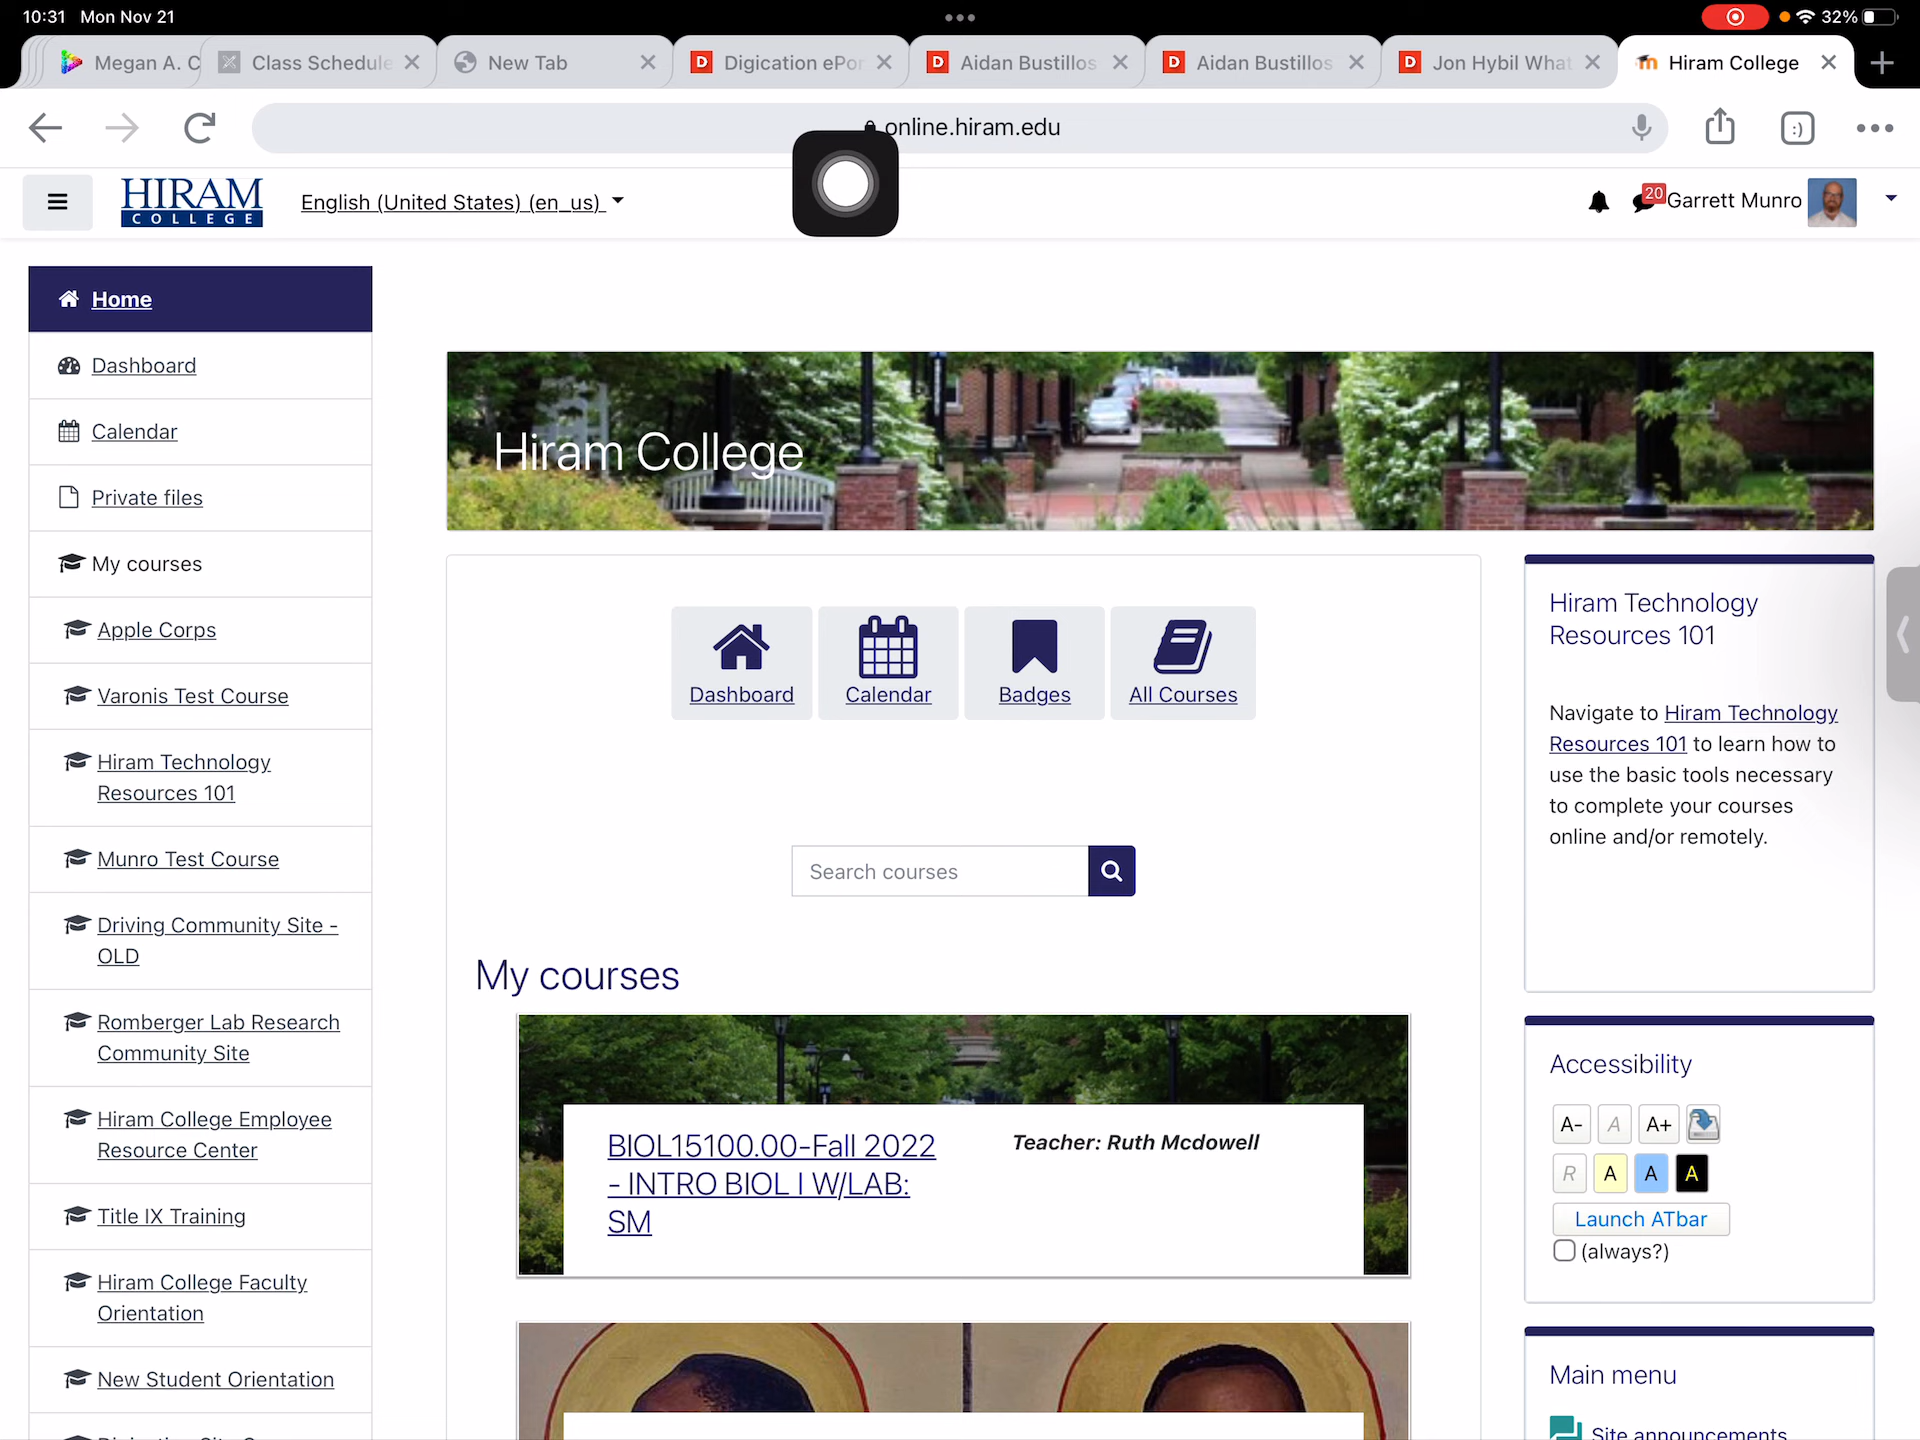 10:31 Mon Nov 21
32%
Megan A. C
Class Schedule
New Tab
Digication ePor
Aidan Bustillos
Aidan Bustillos
Jon Hybil What
Hiram College
online.hiram.edu
HIRAM
COLLEGE
English (United States) (en_us)
20
Garrett Munro
Home
Dashboard
Calendar
Private files
My courses
Apple Corps
Varonis Test Course
Hiram Technology
Resources 101
Munro Test Course
Driving Community Site -
OLD
Romberger Lab Research
Community Site
Hiram College Employee
Resource Center
Title IX Training
Hiram College Faculty
Orientation
New Student Orientation
Hiram College
Dashboard
Calendar
Badges
All Courses
Search courses
My courses
BIOL15100.00-Fall 2022
- INTRO BIOL I W/LAB:
SM
Teacher: Ruth Mcdowell
Hiram Technology
Resources 101
Navigate to Hiram Technology
Resources 101 to learn how to
use the basic tools necessary
to complete your courses
online and/or remotely.
Accessibility
A- A A+
R A A A
Launch ATbar
(always?)
Main menu
Site announcements